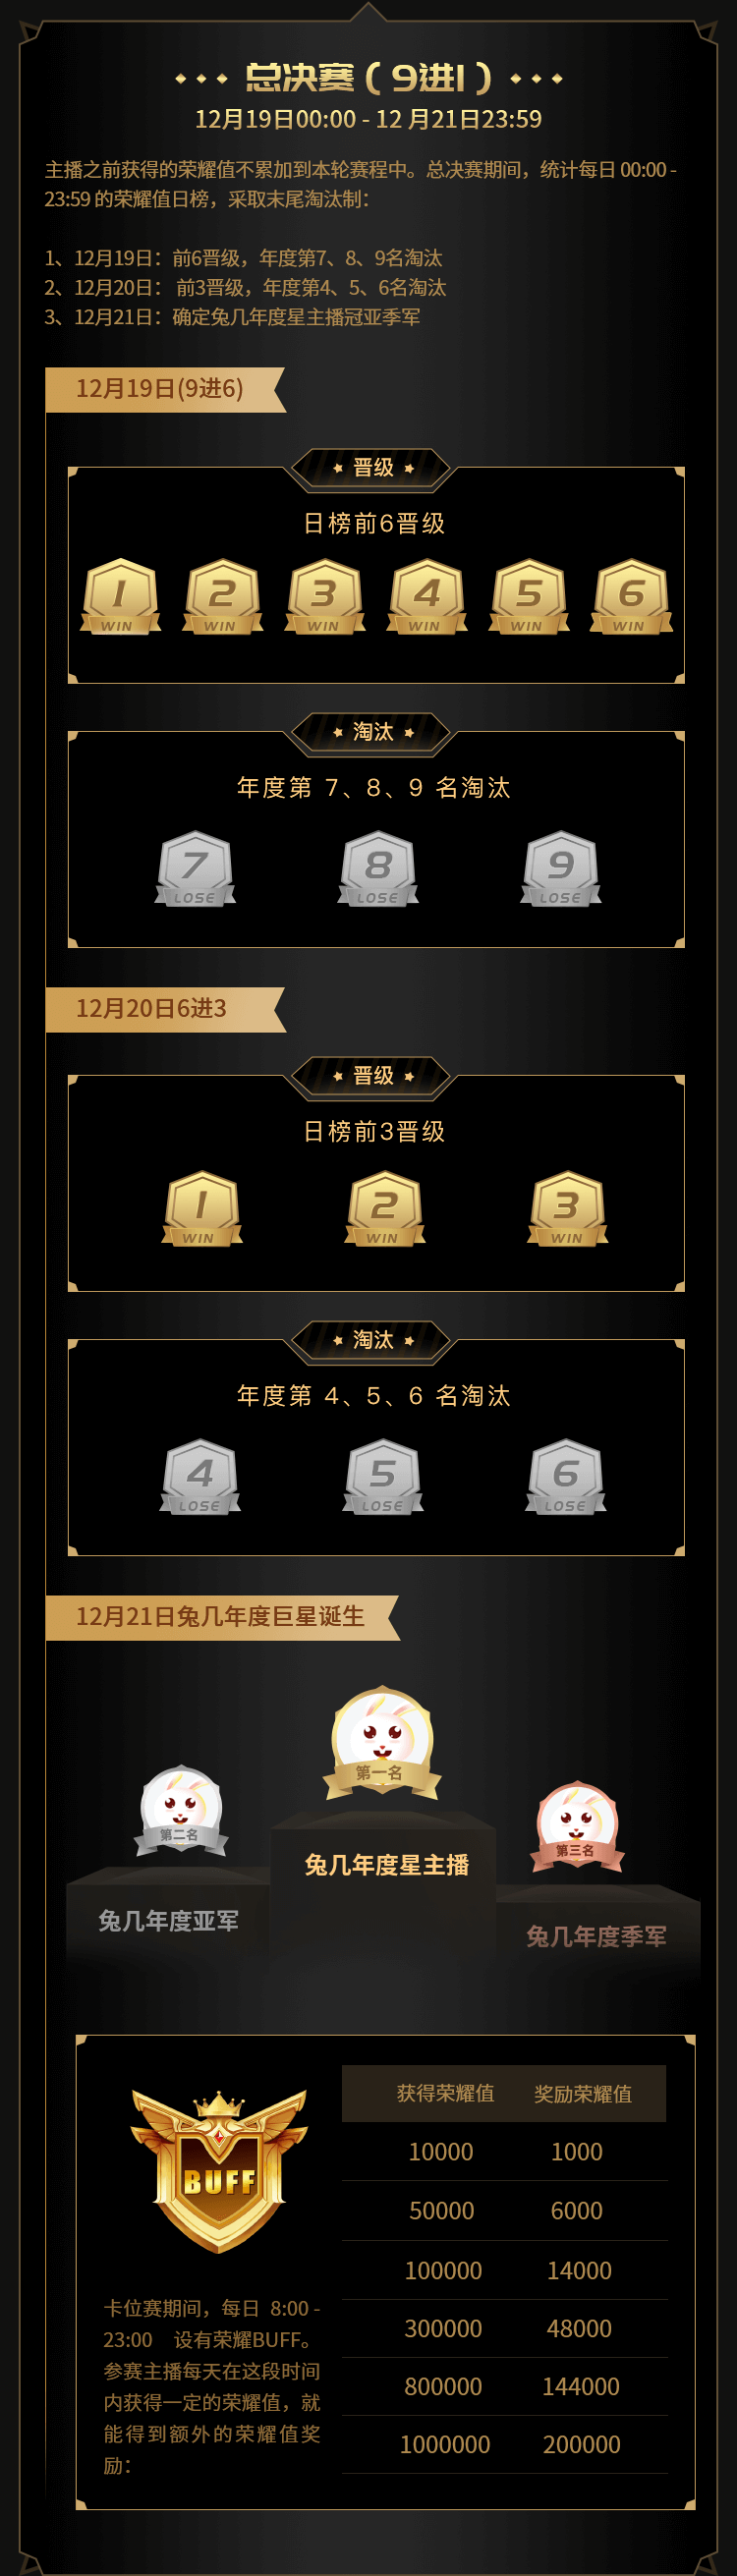 总决赛（9进1）
12月19日00:00 - 12 月21日23:59
主播之前获得的荣耀值不累加到本轮赛程中。总决赛期间，统计每日 00:00 -
23:59 的荣耀值日榜，采取末尾淘汰制：
1、12月19日：前6晋级，年度第7、8、9名淘汰
2、12月20日： 前3晋级，年度第4、5、6名淘汰
3、12月21日：确定兔几年度星主播冠亚季军
12月19日(9进6)
晋级
日榜前6晋级
1 2 3 4 5 6
WIN WIN WIN WIN WIN WIN
淘汰
年度第 7、8、9 名淘汰
7 8 9
LOSE LOSE LOSE
12月20日6进3
晋级
日榜前3晋级
1 2 3
WIN WIN WIN
淘汰
年度第 4、5、6 名淘汰
4 5 6
LOSE LOSE LOSE
12月21日兔几年度巨星诞生
第一名
第二名
第三名
兔几年度星主播
兔几年度亚军
兔几年度季军
BUFF
卡位赛期间，每日 8:00 -
23:00 设有荣耀BUFF。
参赛主播每天在这段时间
内获得一定的荣耀值，就
能得到额外的荣耀值奖
励：
获得荣耀值 奖励荣耀值
10000 1000
50000 6000
100000 14000
300000 48000
800000 144000
1000000 200000